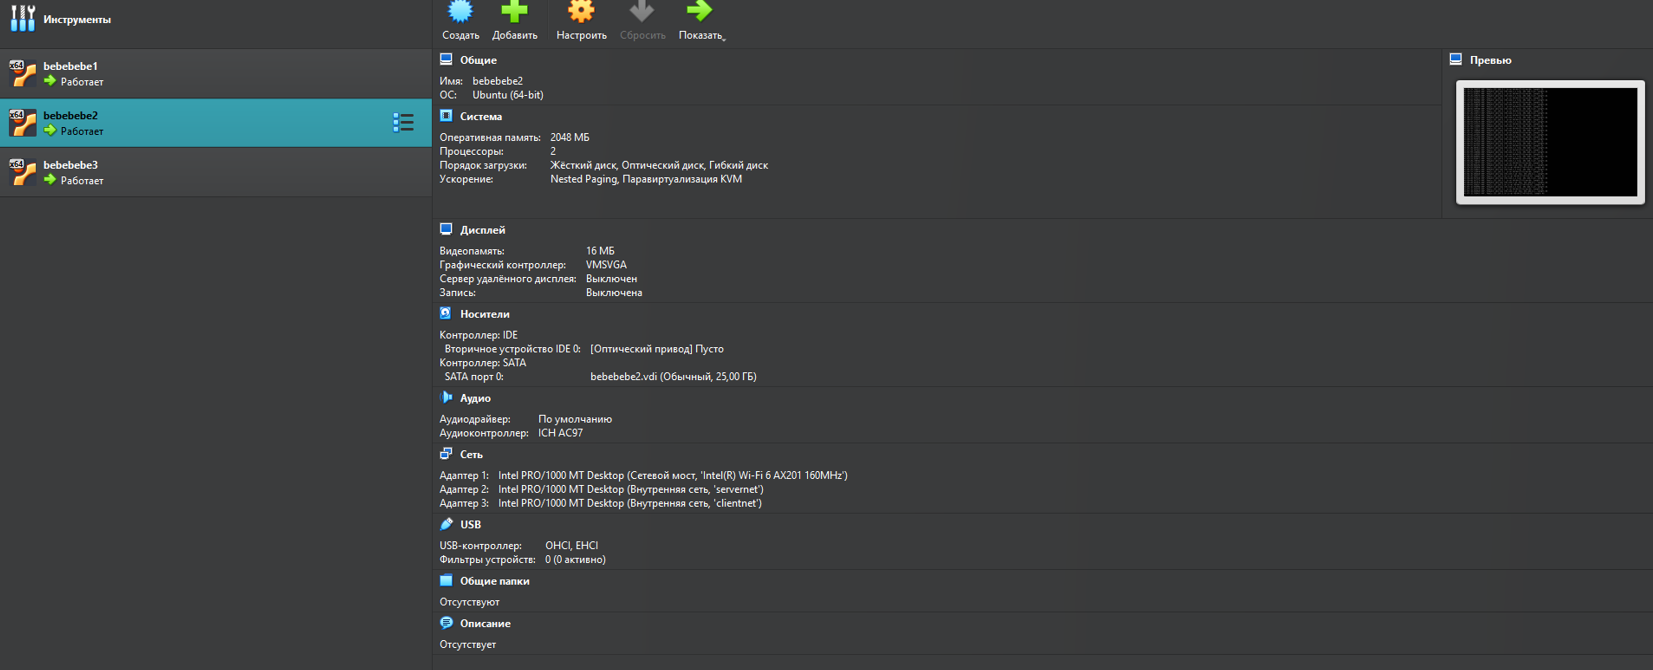 Инструменты
Создать
Добавить
Настроить
Сбросить
Показать
x64
bebebebe1
Работает
x64
bebebebe2
Работает
x64
bebebebe3
Работает
Общие
Имя: bebebebe2
ОС: Ubuntu (64-bit)
Система
Оперативная память: 2048 МБ
Процессоры: 2
Порядок загрузки: Жёсткий диск, Оптический диск, Гибкий диск
Ускорение: Nested Paging, Паравиртуализация KVM
Превью
Дисплей
Видеопамять: 16 МБ
Графический контроллер: VMSVGA
Сервер удалённого дисплея: Выключен
Запись: Выключена
Носители
Контроллер: IDE
Вторичное устройство IDE 0: [Оптический привод] Пусто
Контроллер: SATA
SATA порт 0: bebebebe2.vdi (Обычный, 25,00 ГБ)
Аудио
Аудиодрайвер: По умолчанию
Аудиоконтроллер: ICH AC97
Сеть
Адаптер 1: Intel PRO/1000 MT Desktop (Сетевой мост, 'Intel(R) Wi-Fi 6 AX201 160MHz')
Адаптер 2: Intel PRO/1000 MT Desktop (Внутренняя сеть, 'servernet')
Адаптер 3: Intel PRO/1000 MT Desktop (Внутренняя сеть, 'clientnet')
USB
USB-контроллер: OHCI, EHCI
Фильтры устройств: 0 (0 активно)
Общие папки
Отсутствуют
Описание
Отсутствует